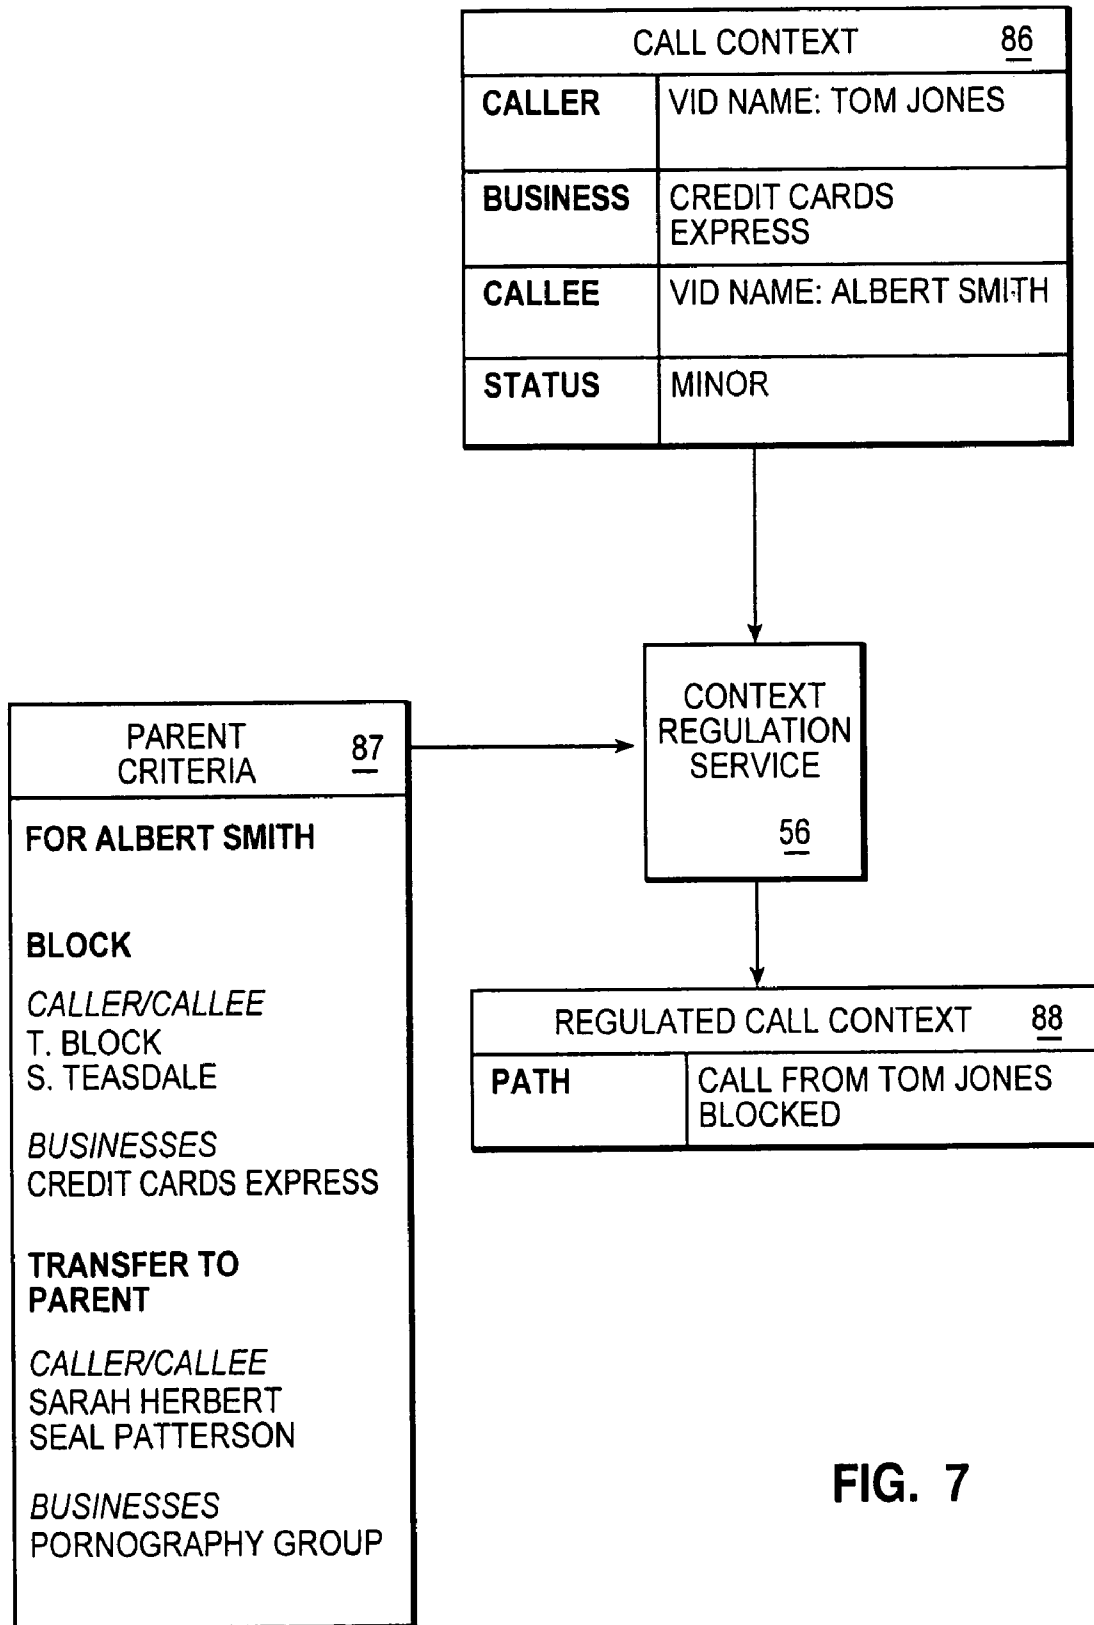 CALL CONTEXT 86
CALLER VID NAME: TOM JONES
BUSINESS CREDIT CARDS
EXPRESS
CALLEE VID NAME: ALBERT SMITH
STATUS MINOR
CONTEXT
REGULATION
SERVICE
56
PARENT
CRITERIA 87
FOR ALBERT SMITH
BLOCK
CALLER/CALLEE
T. BLOCK
S. TEASDALE
BUSINESSES
CREDIT CARDS EXPRESS
TRANSFER TO
PARENT
CALLER/CALLEE
SARAH HERBERT
SEAL PATTERSON
BUSINESSES
PORNOGRAPHY GROUP
REGULATED CALL CONTEXT 88
PATH CALL FROM TOM JONES
BLOCKED
FIG. 7